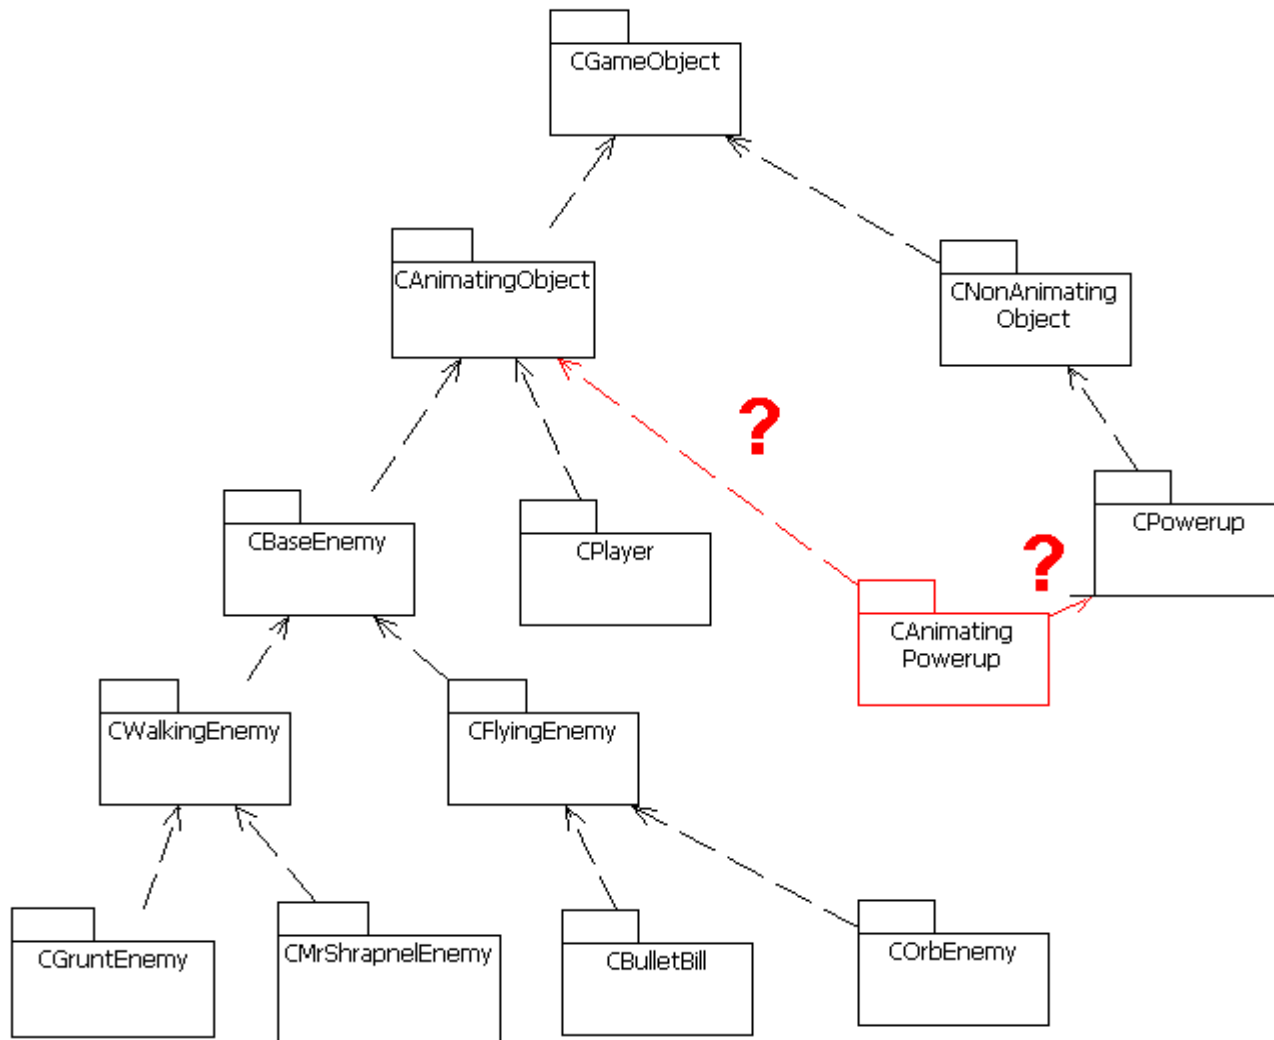 CGameObject
CAnimatingObject
CNonAnimating
Object
?
CBaseEnemy
CPlayer
CPowerup
?
CAnimating
Powerup
CWalkingEnemy
CFlyingEnemy
CGruntEnemy
CMrShrapnelEnemy
CBulletBill
COrbEnemy